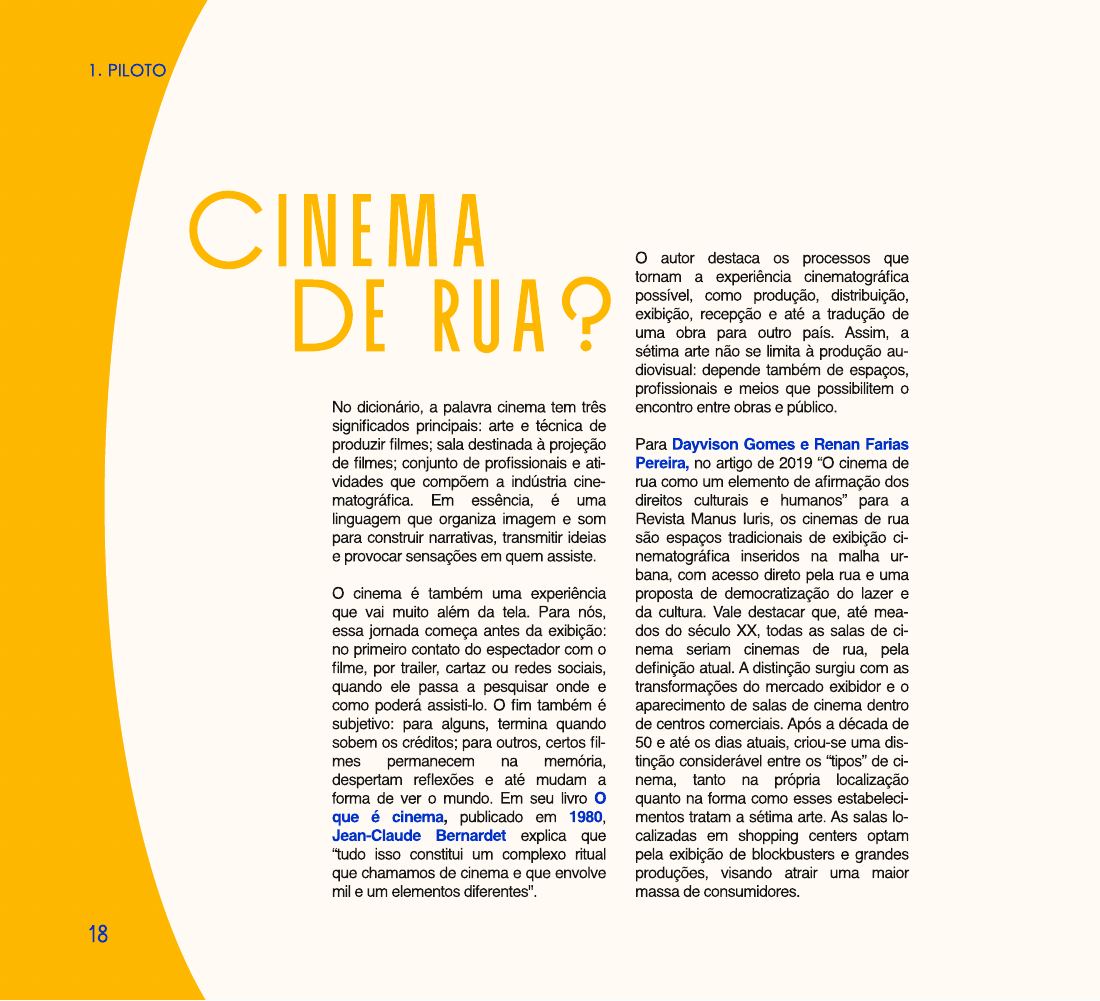 1. PILOTO
CINEMA
DE RUA?
No dicionário, a palavra cinema tem três
significados principais: arte e técnica de
produzir filmes; sala destinada à projeção
de filmes; conjunto de profissionais e ati-
vidades que compõem a indústria cine-
matográfica. Em essência, é uma
linguagem que organiza imagem e som
para construir narrativas, transmitir ideias
e provocar sensações em quem assiste.
O cinema é também uma experiência
que vai muito além da tela. Para nós,
essa jornada começa antes da exibição:
no primeiro contato do espectador com o
filme, por trailer, cartaz ou redes sociais,
quando ele passa a pesquisar onde e
como poderá assisti-lo. O fim também é
subjetivo: para alguns, termina quando
sobem os créditos; para outros, certos fil-
mes permanecem na memória,
despertam reflexões e até mudam a
forma de ver o mundo. Em seu livro O
que é cinema, publicado em 1980,
Jean-Claude Bernardet explica que
“tudo isso constitui um complexo ritual
que chamamos de cinema e que envolve
mil e um elementos diferentes”.
O autor destaca os processos que
tornam a experiência cinematográfica
possível, como produção, distribuição,
exibição, recepção e até a tradução de
uma obra para outro país. Assim, a
sétima arte não se limita à produção au-
diovisual: depende também de espaços,
profissionais e meios que possibilitem o
encontro entre obras e público.
Para Dayvison Gomes e Renan Farias
Pereira, no artigo de 2019 “O cinema de
rua como um elemento de afirmação dos
direitos culturais e humanos” para a
Revista Manus Iuris, os cinemas de rua
são espaços tradicionais de exibição ci-
nematográfica inseridos na malha ur-
bana, com acesso direto pela rua e uma
proposta de democratização do lazer e
da cultura. Vale destacar que, até mea-
dos do século XX, todas as salas de ci-
nema seriam cinemas de rua, pela
definição atual. A distinção surgiu com as
transformações do mercado exibidor e o
aparecimento de salas de cinema dentro
de centros comerciais. Após a década de
50 e até os dias atuais, criou-se uma dis-
tinção considerável entre os “tipos” de ci-
nema, tanto na própria localização
quanto na forma como esses estabeleci-
mentos tratam a sétima arte. As salas lo-
calizadas em shopping centers optam
pela exibição de blockbusters e grandes
produções, visando atrair uma maior
massa de consumidores.
18